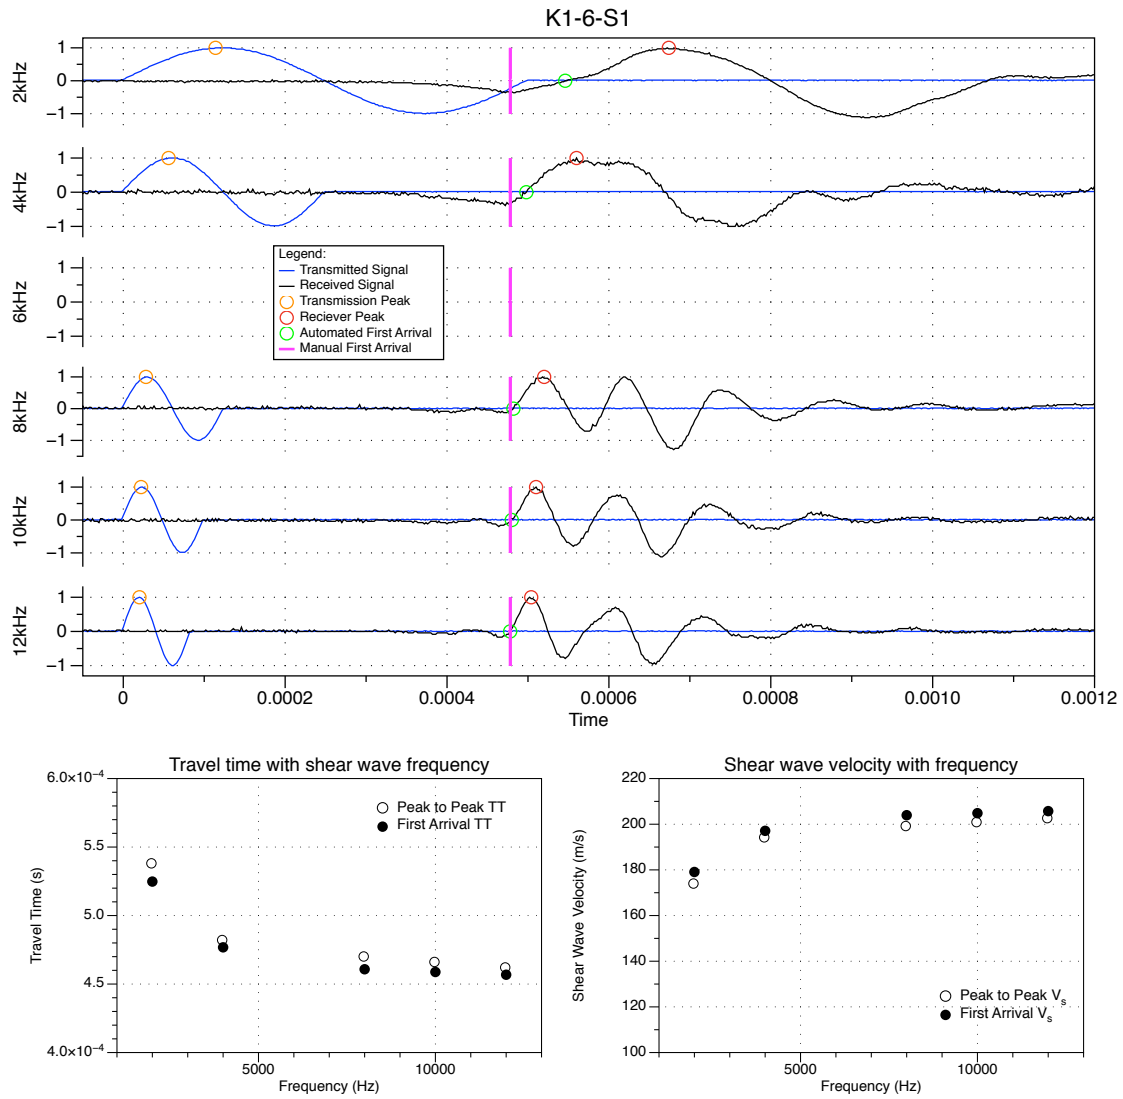 K1-6-S1
2kHz
1
0
−1
4kHz
1
0
−1
6kHz
1
0
−1
Legend:
Transmitted Signal
Received Signal
Transmission Peak
Reciever Peak
Automated First Arrival
Manual First Arrival
8kHz
1
0
−1
10kHz
1
0
−1
12kHz
1
0
−1
0 0.0002 0.0004 0.0006 0.0008 0.0010 0.0012
Time
Travel time with shear wave frequency
Travel Time (s)
6.0×10⁻⁴
5.5
5.0
4.5
4.0×10⁻⁴
Peak to Peak TT
First Arrival TT
5000 10000
Frequency (Hz)
Shear wave velocity with frequency
Shear Wave Velocity (m/s)
220
200
180
160
140
120
100
Peak to Peak Vₛ
First Arrival Vₛ
5000 10000
Frequency (Hz)